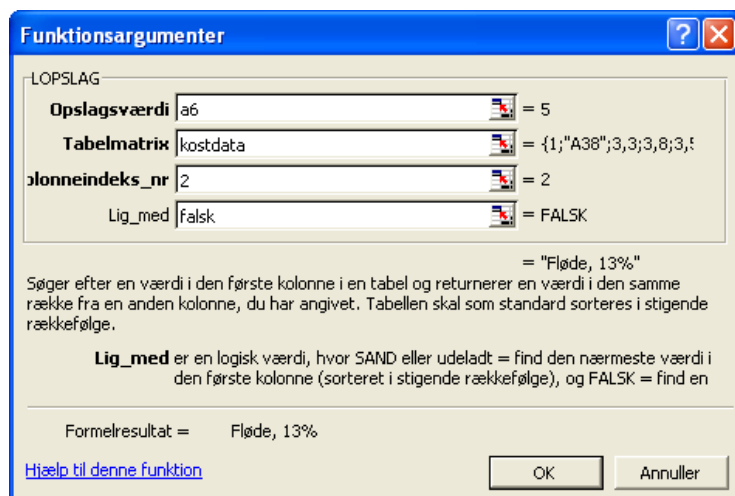 Funktionsargumenter
LOPSLAG
Opslagsværdi a6 = 5
Tabelmatrix kostdata = {1;"A38";3,3;3,8;3,5
olonneindeks_nr 2 = 2
Lig_med falsk = FALSK
= "Fløde, 13%"
Søger efter en værdi i den første kolonne i en tabel og returnerer en værdi i den samme
række fra en anden kolonne, du har angivet. Tabellen skal som standard sorteres i stigende
rækkefølge.
Lig_med er en logisk værdi, hvor SAND eller udeladt = find den nærmeste værdi i
den første kolonne (sorteret i stigende rækkefølge), og FALSK = find en
Formelresultat = Fløde, 13%
Hjælp til denne funktion OK Annuller